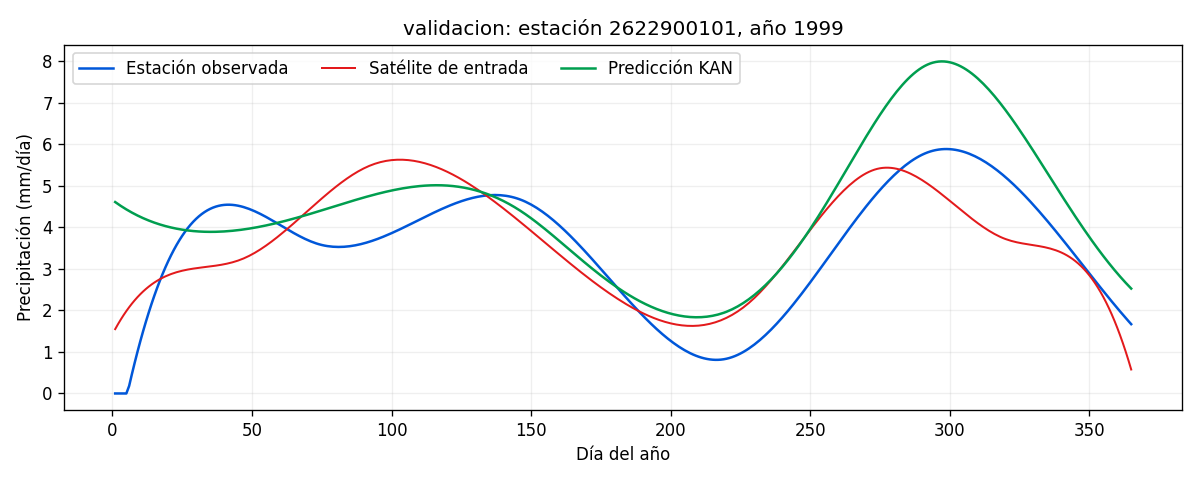 validacion: estación 2622900101, año 1999
Estación observada
Satélite de entrada
Predicción KAN
Precipitación (mm/día)
8
7
6
5
4
3
2
1
0
0 50 100 150 200 250 300 350
Día del año